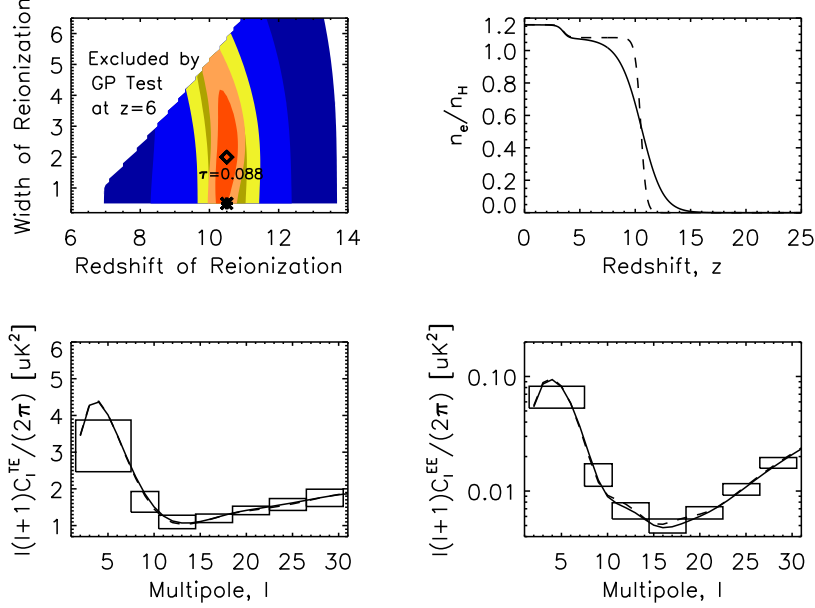 Width of Reionization
6
5
4
3
2
1
Excluded by
GP Test
at z=6
τ=0.088
6 8 10 12 14
Redshift of Reionization
n_e/n_H
1.2
1.0
0.8
0.6
0.4
0.2
0.0
0 5 10 15 20 25
Redshift, z
l(l+1)C_l^TE/(2π) [uK²]
6
5
4
3
2
1
5 10 15 20 25 30
Multipole, l
l(l+1)C_l^EE/(2π) [uK²]
0.10
0.01
5 10 15 20 25 30
Multipole, l